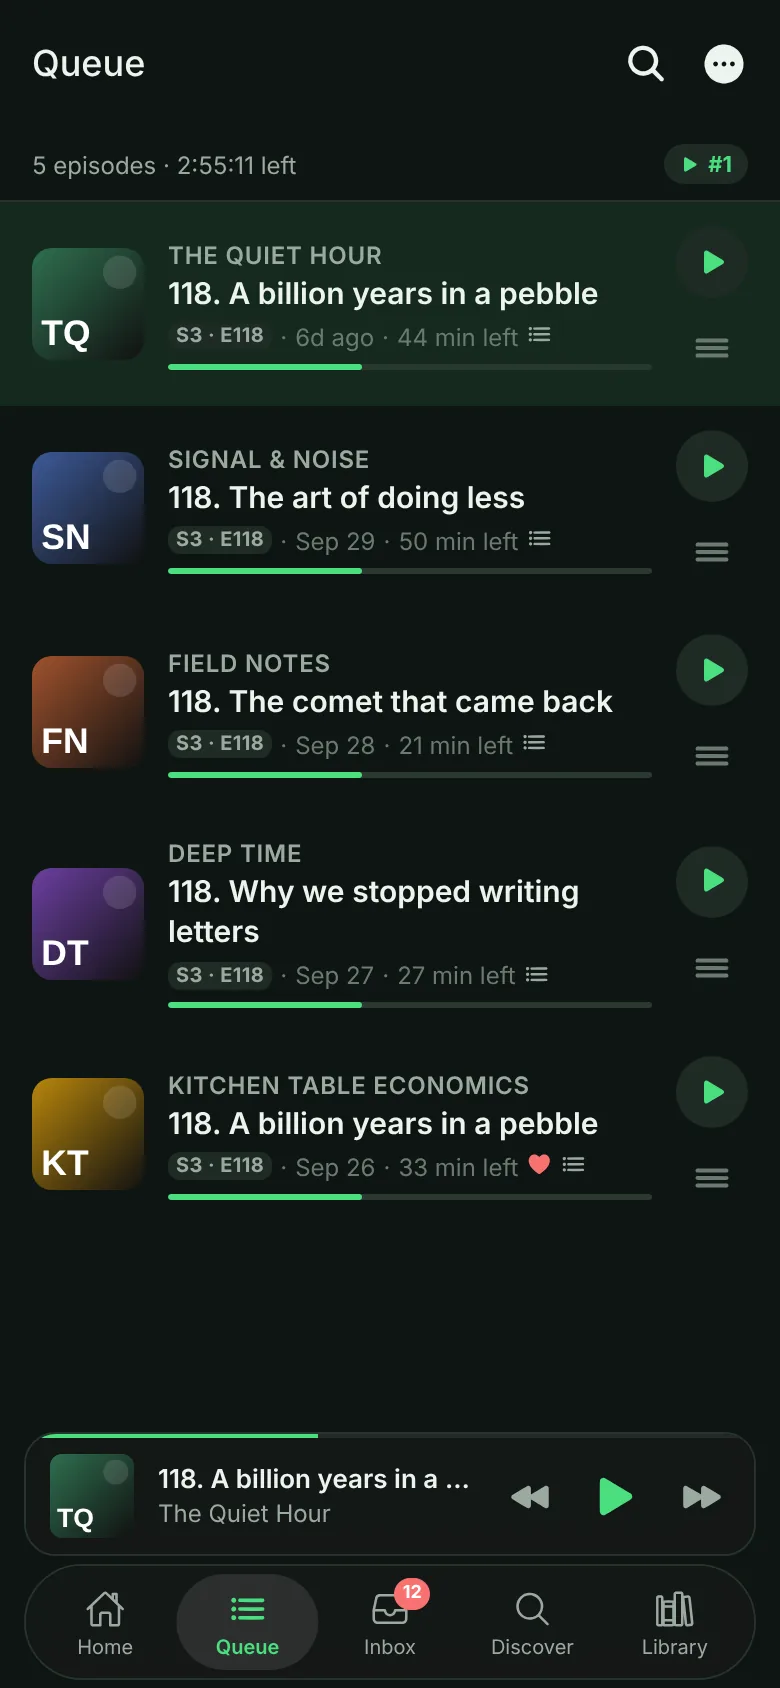 Queue
5 episodes · 2:55:11 left
#1
THE QUIET HOUR
118. A billion years in a pebble
TQ
S3 · E118 · 6d ago · 44 min left
SIGNAL & NOISE
118. The art of doing less
SN
S3 · E118 · Sep 29 · 50 min left
FIELD NOTES
118. The comet that came back
FN
S3 · E118 · Sep 28 · 21 min left
DEEP TIME
118. Why we stopped writing
letters
DT
S3 · E118 · Sep 27 · 27 min left
KITCHEN TABLE ECONOMICS
118. A billion years in a pebble
KT
S3 · E118 · Sep 26 · 33 min left
118. A billion years in a ...
The Quiet Hour
TQ
12
Home
Queue
Inbox
Discover
Library